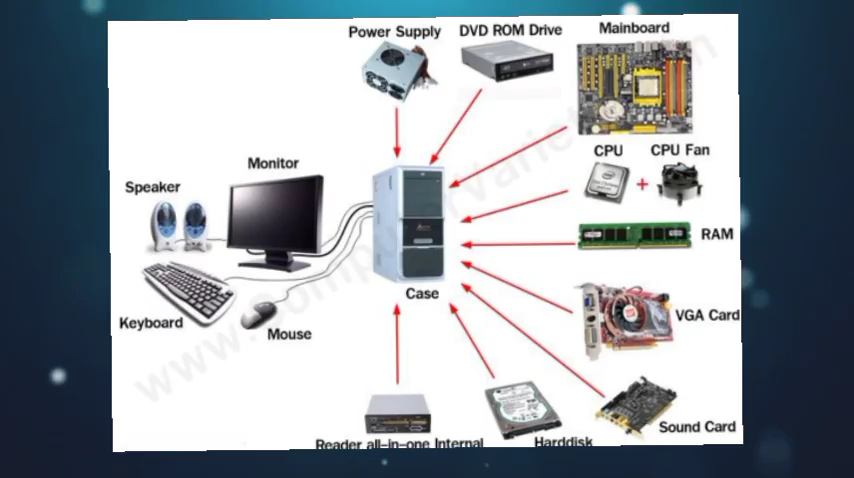 Power Supply
DVD ROM Drive
Mainboard
CPU
CPU Fan
Monitor
Speaker
RAM
Case
VGA Card
Keyboard
Mouse
Sound Card
Reader all-in-one Internal
Harddisk